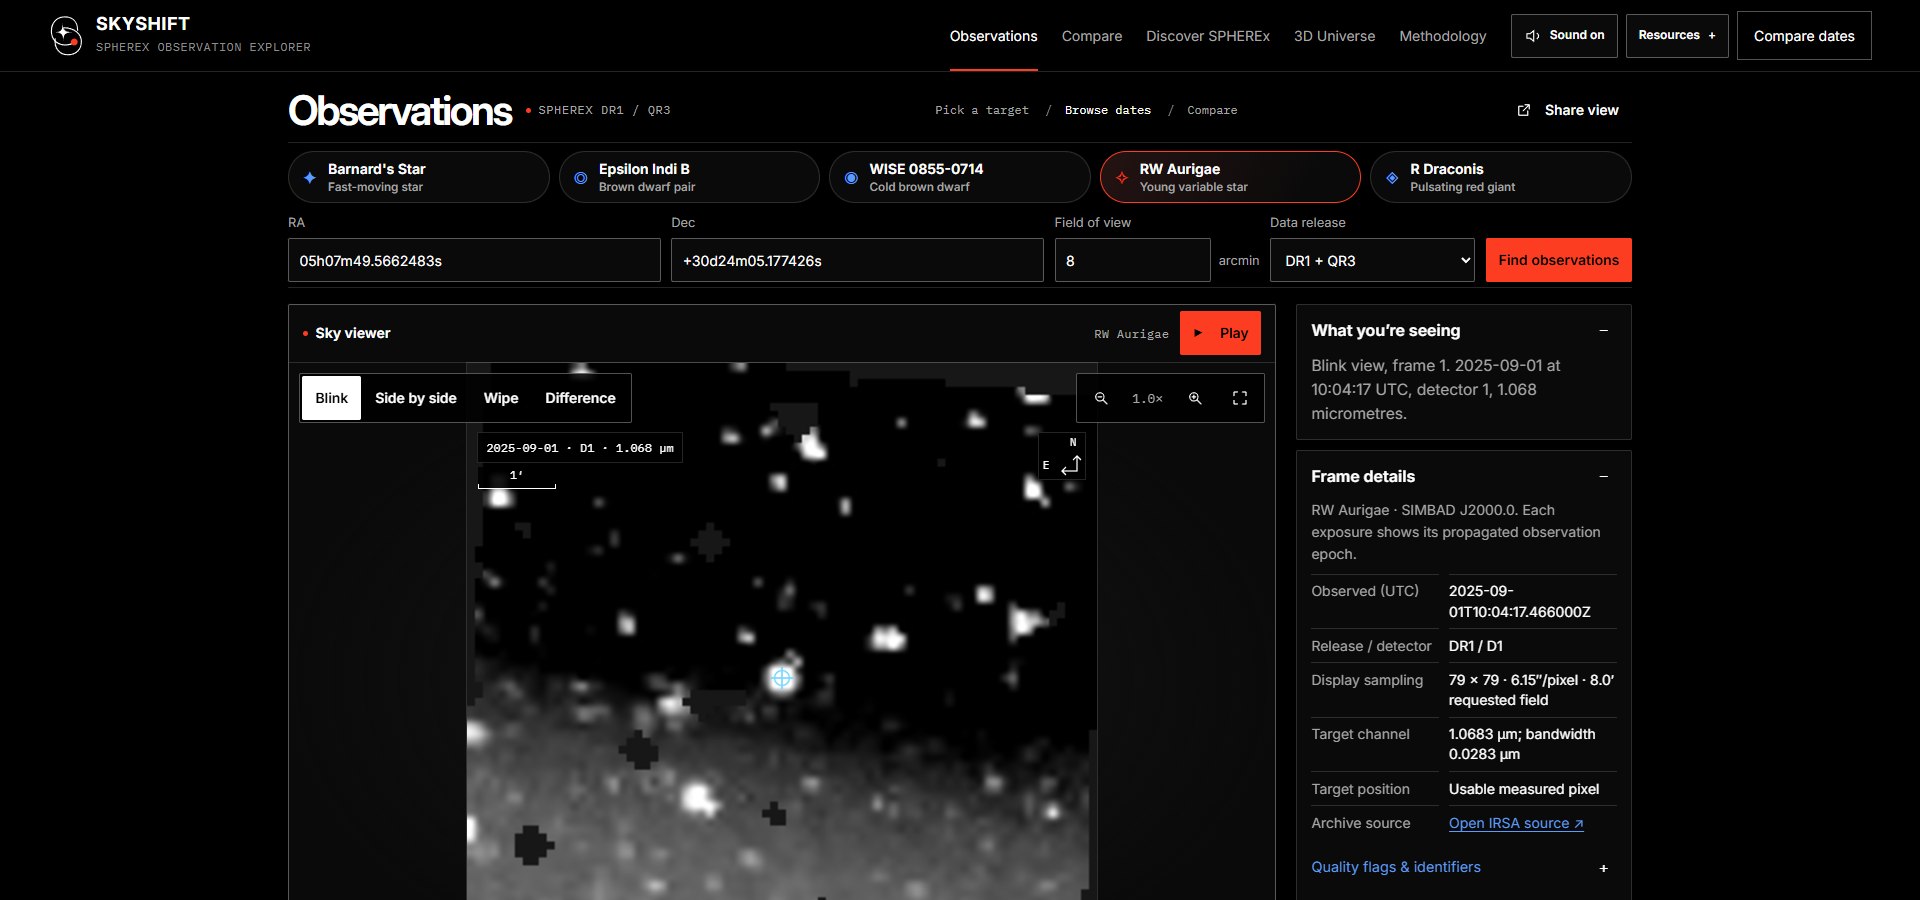 SKYSHIFT
SPHEREX OBSERVATION EXPLORER
Observations
Compare
Discover SPHEREx
3D Universe
Methodology
Sound on
Resources +
Compare dates
Observations
SPHEREX DR1 / QR3
Pick a target / Browse dates / Compare
Share view
Barnard's Star
Fast-moving star
Epsilon Indi B
Brown dwarf pair
WISE 0855-0714
Cold brown dwarf
RW Aurigae
Young variable star
R Draconis
Pulsating red giant
RA
05h07m49.5662483s
Dec
+30d24m05.177426s
Field of view
8
arcmin
Data release
DR1 + QR3
Find observations
Sky viewer
RW Aurigae
Play
Blink
Side by side
Wipe
Difference
1.0×
2025-09-01 · D1 · 1.068 µm
1′
N
E
What you’re seeing
−
Blink view, frame 1. 2025-09-01 at
10:04:17 UTC, detector 1, 1.068
micrometres.
Frame details
−
RW Aurigae · SIMBAD J2000.0. Each
exposure shows its propagated observation
epoch.
Observed (UTC)
2025-09-
01T10:04:17.466000Z
Release / detector
DR1 / D1
Display sampling
79 × 79 · 6.15″/pixel · 8.0′
requested field
Target channel
1.0683 µm; bandwidth
0.0283 µm
Target position
Usable measured pixel
Archive source
Open IRSA source ↗
Quality flags & identifiers
+